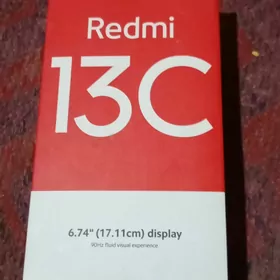 Redmi
13C
6.74" (17.11cm) display
90Hz fluid visual experience